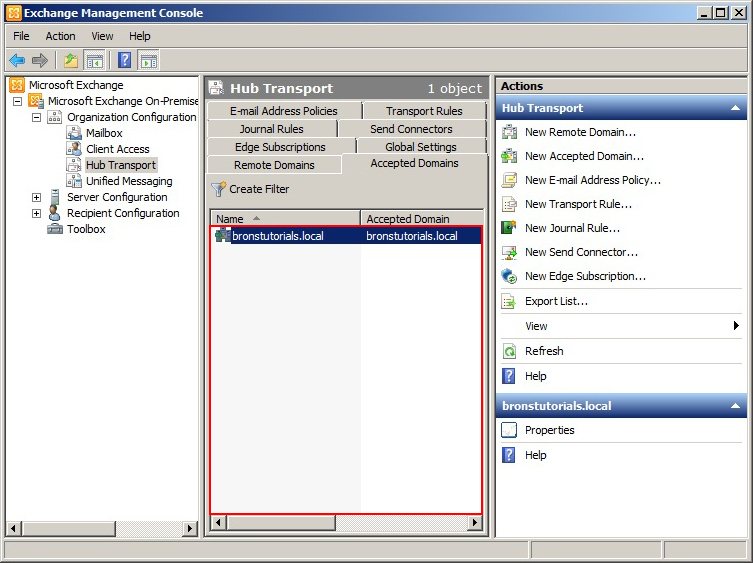 Exchange Management Console
File Action View Help
Microsoft Exchange
Microsoft Exchange On-Premise
Organization Configuration
Mailbox
Client Access
Hub Transport
Unified Messaging
Server Configuration
Recipient Configuration
Toolbox
Hub Transport 1 object
E-mail Address Policies Transport Rules
Journal Rules Send Connectors
Edge Subscriptions Global Settings
Remote Domains Accepted Domains
Create Filter
Name Accepted Domain
bronstutorials.local bronstutorials.local
Actions
Hub Transport
New Remote Domain...
New Accepted Domain...
New E-mail Address Policy...
New Transport Rule...
New Journal Rule...
New Send Connector...
New Edge Subscription...
Export List...
View
Refresh
Help
bronstutorials.local
Properties
Help